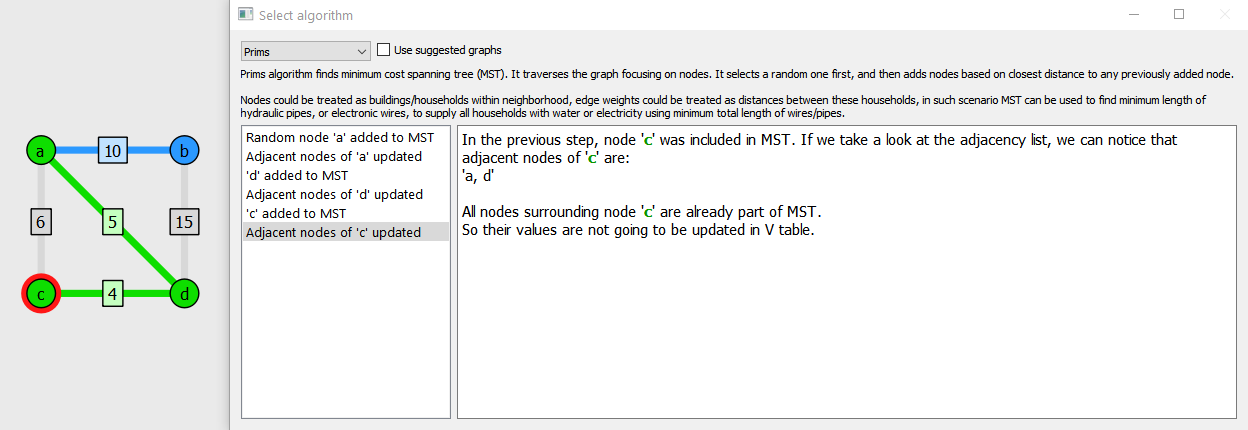 Select algorithm
Prims
Use suggested graphs
Prims algorithm finds minimum cost spanning tree (MST). It traverses the graph focusing on nodes. It selects a random one first, and then adds nodes based on closest distance to any previously added node.
Nodes could be treated as buildings/households within neighborhood, edge weights could be treated as distances between these households, in such scenario MST can be used to find minimum length of
hydraulic pipes, or electronic wires, to supply all households with water or electricity using minimum total length of wires/pipes.
Random node 'a' added to MST
Adjacent nodes of 'a' updated
'd' added to MST
Adjacent nodes of 'd' updated
'c' added to MST
Adjacent nodes of 'c' updated
In the previous step, node 'c' was included in MST. If we take a look at the adjacency list, we can notice that
adjacent nodes of 'c' are:
'a, d'
All nodes surrounding node 'c' are already part of MST.
So their values are not going to be updated in V table.
a 10 b
6 5 15
c 4 d